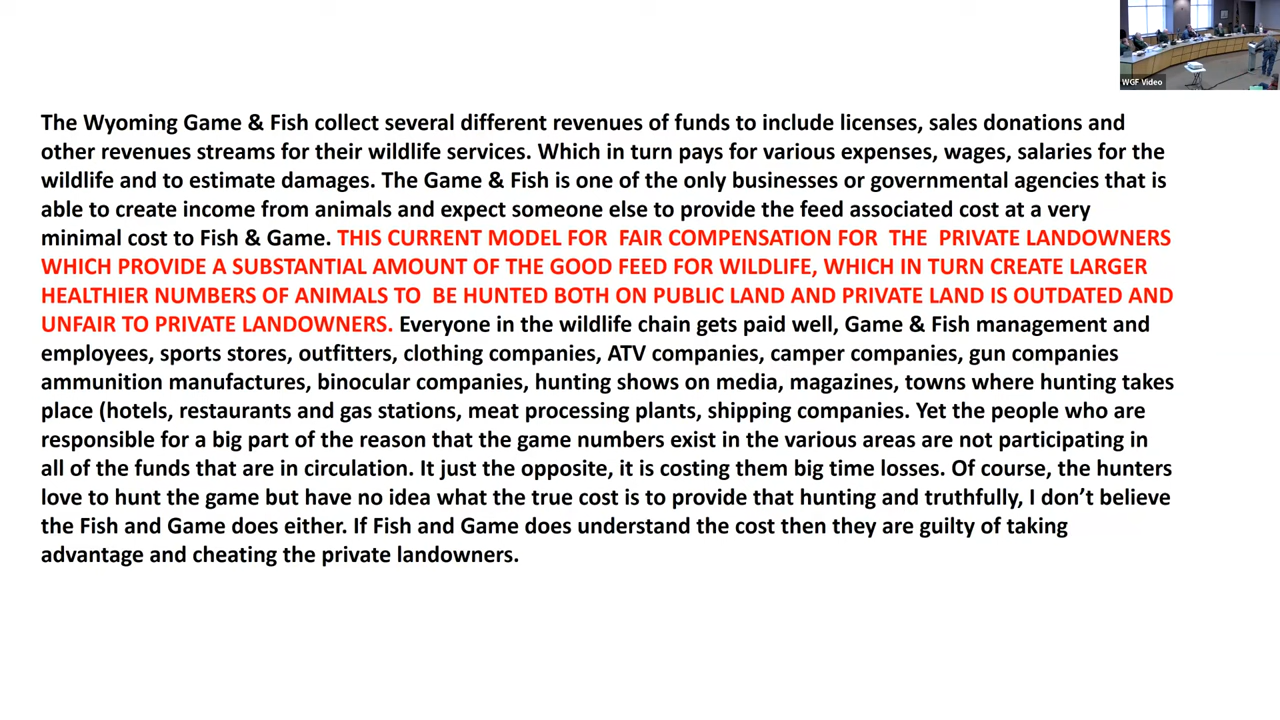 WGF Video
The Wyoming Game & Fish collect several different revenues of funds to include licenses, sales donations and
other revenues streams for their wildlife services. Which in turn pays for various expenses, wages, salaries for the
wildlife and to estimate damages. The Game & Fish is one of the only businesses or governmental agencies that is
able to create income from animals and expect someone else to provide the feed associated cost at a very
minimal cost to Fish & Game. THIS CURRENT MODEL FOR FAIR COMPENSATION FOR THE PRIVATE LANDOWNERS
WHICH PROVIDE A SUBSTANTIAL AMOUNT OF THE GOOD FEED FOR WILDLIFE, WHICH IN TURN CREATE LARGER
HEALTHIER NUMBERS OF ANIMALS TO BE HUNTED BOTH ON PUBLIC LAND AND PRIVATE LAND IS OUTDATED AND
UNFAIR TO PRIVATE LANDOWNERS. Everyone in the wildlife chain gets paid well, Game & Fish management and
employees, sports stores, outfitters, clothing companies, ATV companies, camper companies, gun companies
ammunition manufactures, binocular companies, hunting shows on media, magazines, towns where hunting takes
place (hotels, restaurants and gas stations, meat processing plants, shipping companies. Yet the people who are
responsible for a big part of the reason that the game numbers exist in the various areas are not participating in
all of the funds that are in circulation. It just the opposite, it is costing them big time losses. Of course, the hunters
love to hunt the game but have no idea what the true cost is to provide that hunting and truthfully, I don’t believe
the Fish and Game does either. If Fish and Game does understand the cost then they are guilty of taking
advantage and cheating the private landowners.